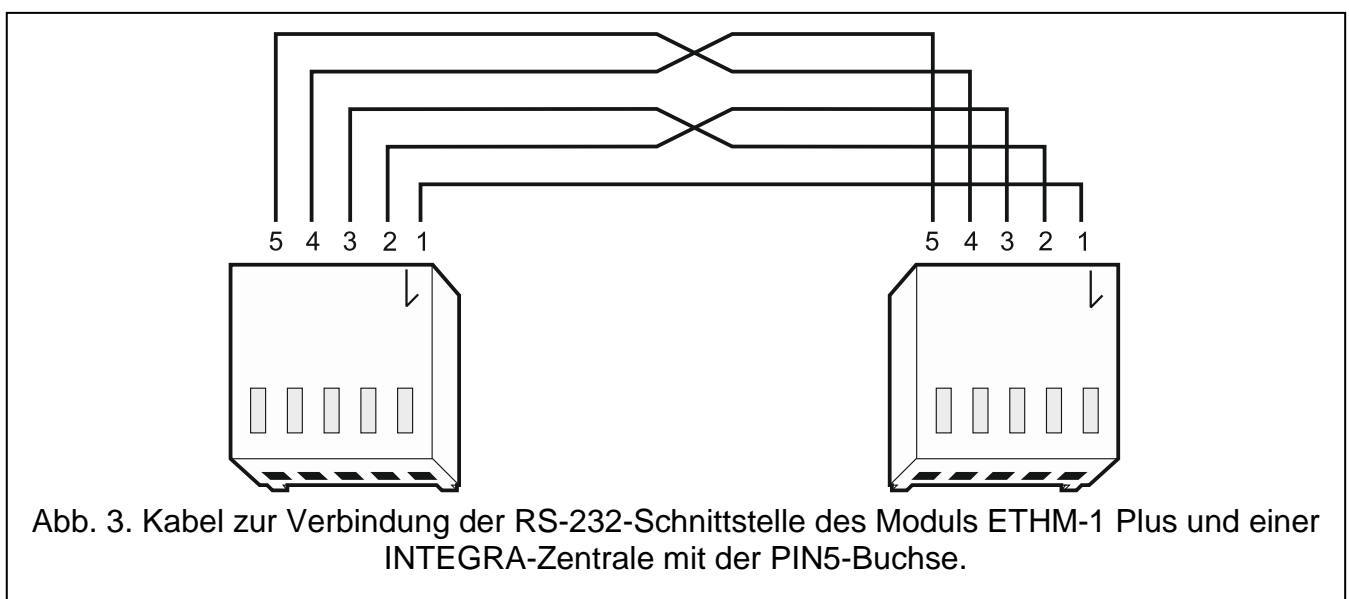 5 4 3 2 1 5 4 3 2 1
Abb. 3. Kabel zur Verbindung der RS-232-Schnittstelle des Moduls ETHM-1 Plus und einer
INTEGRA-Zentrale mit der PIN5-Buchse.